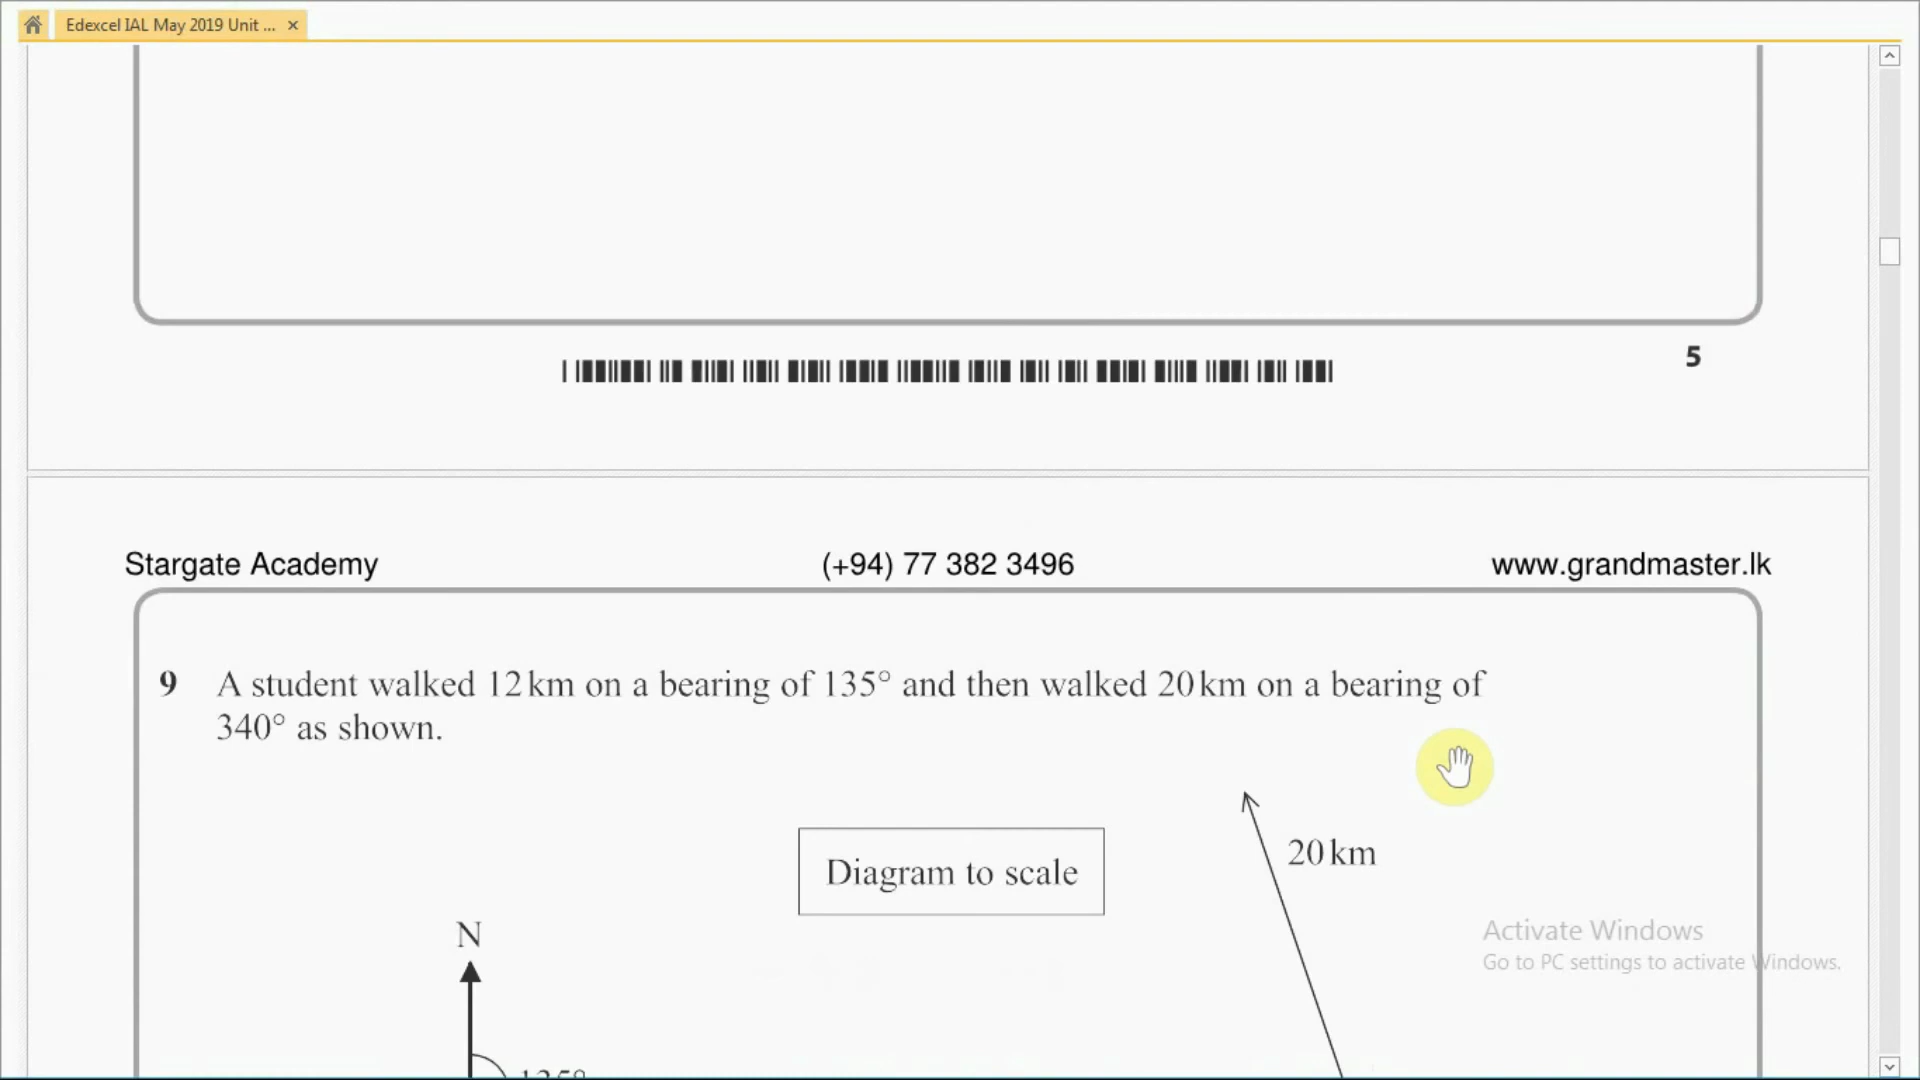 Edexcel IAL May 2019 Unit ...
5
Stargate Academy (+94) 77 382 3496 www.grandmaster.lk
9 A student walked 12 km on a bearing of 135° and then walked 20 km on a bearing of
340° as shown.
20 km
Diagram to scale
N
Activate Windows
Go to PC settings to activate Windows.
135°